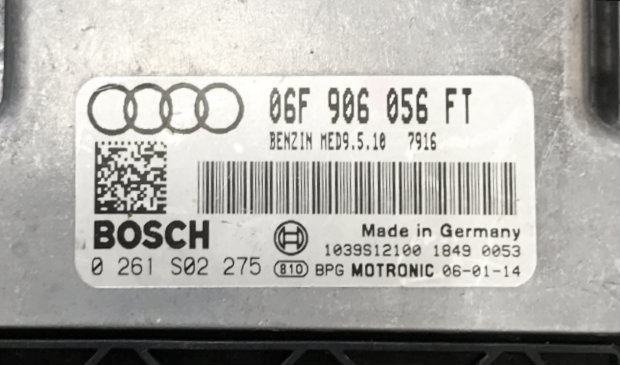 06F 906 056 FT
BENZIN MED9.5.10 7916
BOSCH
Made in Germany
1039S12100 1849 0053
0 261 S02 275 810 BPG MOTRONIC 06-01-14